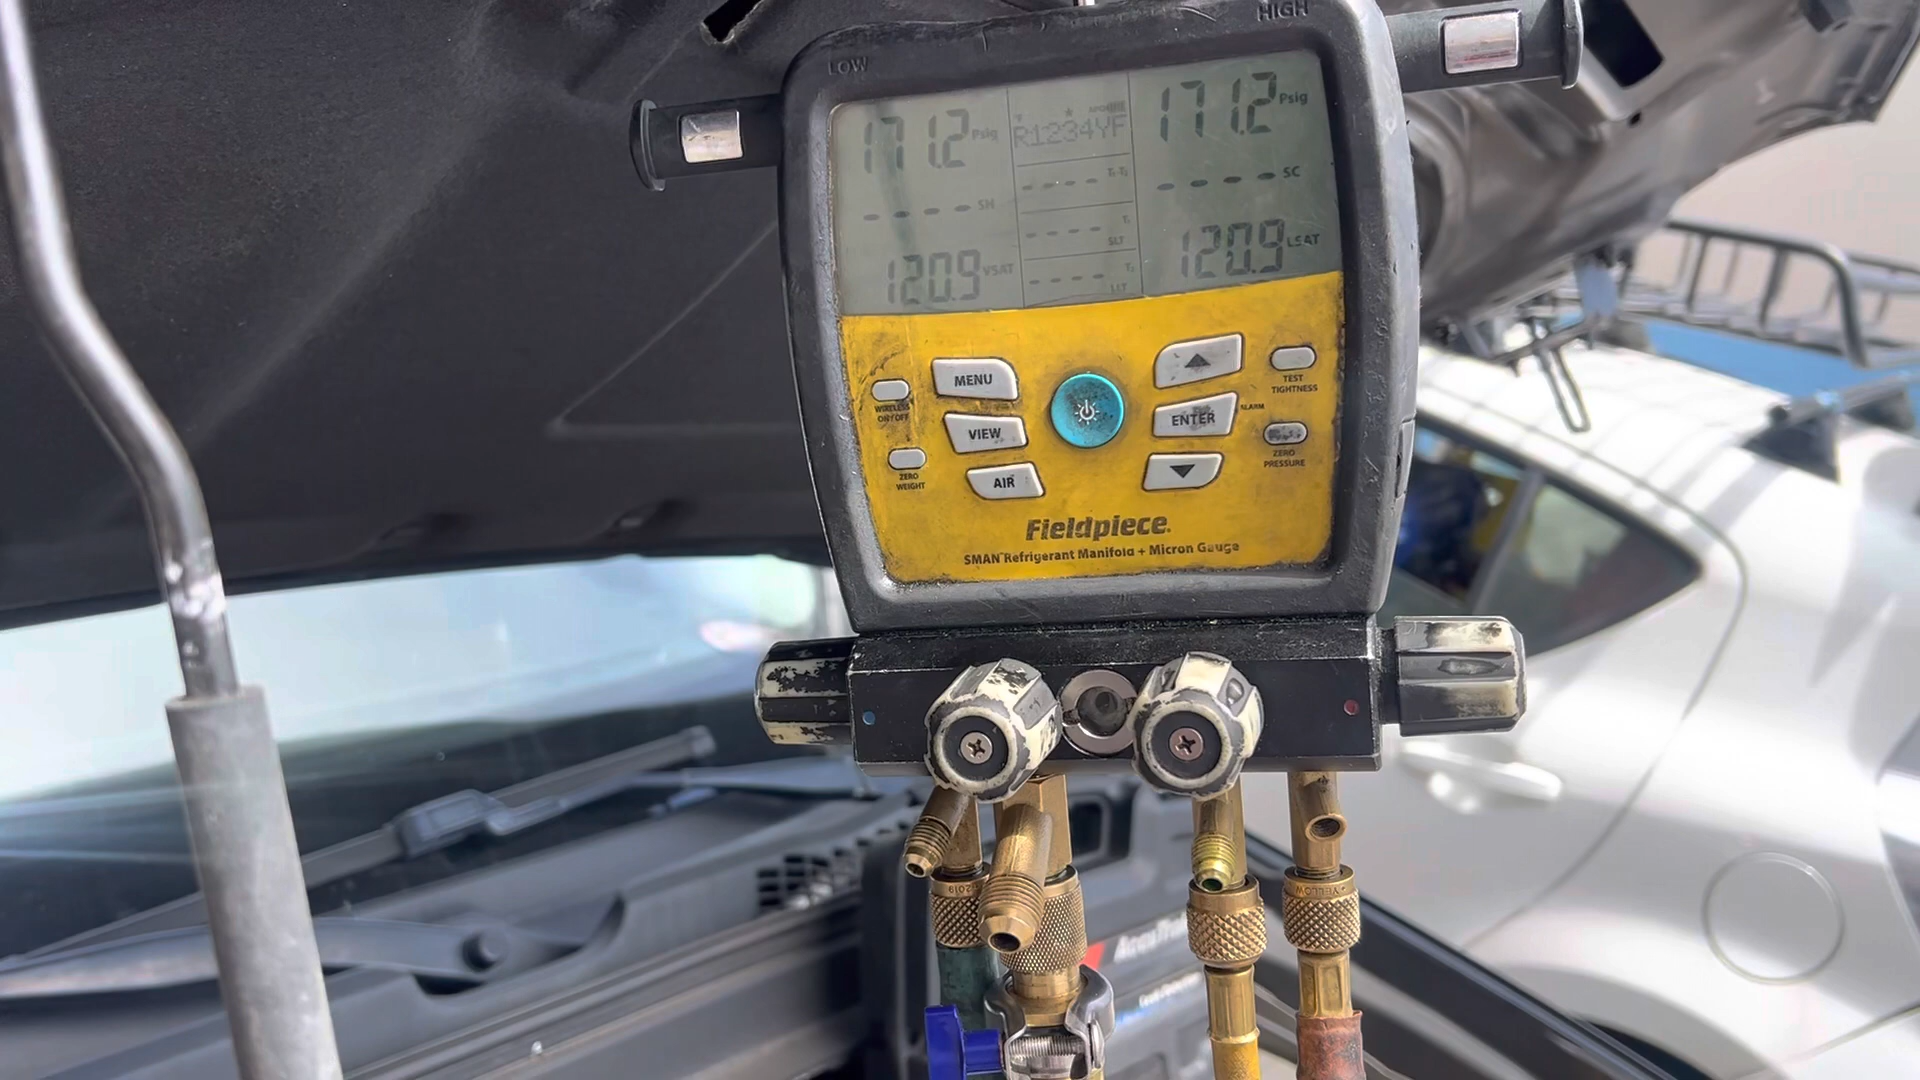 LOW
HIGH
171.2 Psig
R1234YF
171.2 Psig
T₁-T₂
SC
SH
T₁
SLT
120.9 VSAT
T₂
LLT
120.9 LSAT
MENU
VIEW
AIR
WIRELESS
ON/OFF
ZERO
WEIGHT
ENTER
ALARM
TEST
TIGHTNESS
ZERO
PRESSURE
Fieldpiece
SMAN Refrigerant Manifold + Micron Gauge
2019
YELLOW